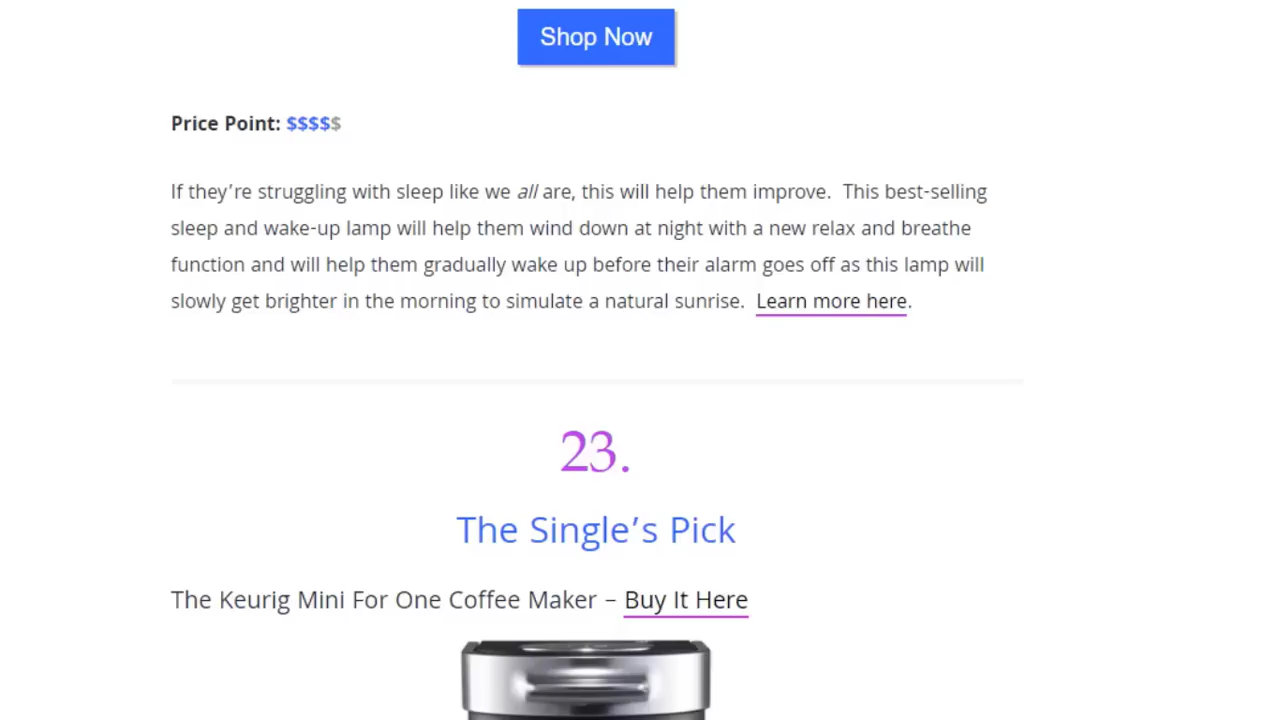 Shop Now
Price Point: $$$$$
If they’re struggling with sleep like we all are, this will help them improve.  This best-selling
sleep and wake-up lamp will help them wind down at night with a new relax and breathe
function and will help them gradually wake up before their alarm goes off as this lamp will
slowly get brighter in the morning to simulate a natural sunrise.  Learn more here.
23.
The Single’s Pick
The Keurig Mini For One Coffee Maker – Buy It Here